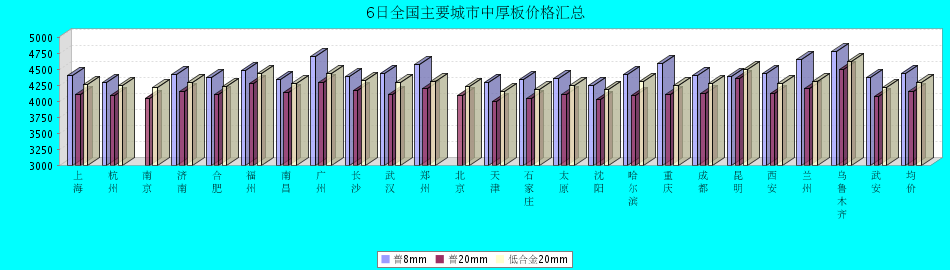 6日全国主要城市中厚板价格汇总
5000
4750
4500
4250
4000
3750
3500
3250
3000
上海
杭州
南京
济南
合肥
福州
南昌
广州
长沙
武汉
郑州
北京
天津
石家庄
太原
沈阳
哈尔滨
重庆
成都
昆明
西安
兰州
乌鲁木齐
武安
均价
普8mm
普20mm
低合金20mm